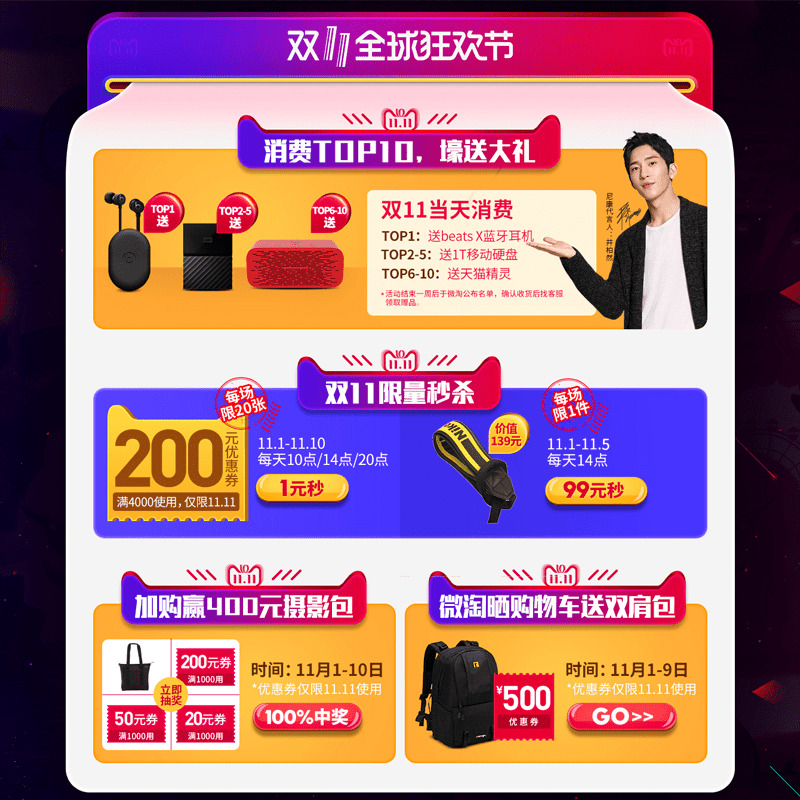 双11全球狂欢节
11.11
消费TOP10，壕送大礼
TOP1
送
TOP2-5
送
TOP6-10
送
双11当天消费
TOP1：送beats X蓝牙耳机
TOP2-5：送1T移动硬盘
TOP6-10：送天猫精灵
*活动结束一周后于微淘公布名单，确认收货后找客服
领取赠品。
尼康代言人：井柏然
11.11
双11限量秒杀
每场
限20张
200
元优惠券
满4000使用，仅限11.11
11.1-11.10
每天10点/14点/20点
1元秒
NIK
价值
139元
每场
限1件
11.1-11.5
每天14点
99元秒
11.11
加购赢400元摄影包
200元券
满1000用
立即
抽奖
50元券
满1000用
20元券
满1000用
时间：11月1-10日
*优惠券仅限11.11使用
100%中奖
11.11
微淘晒购物车送双肩包
¥500
优惠券
时间：11月1-9日
*优惠券仅限11.11使用
GO>>